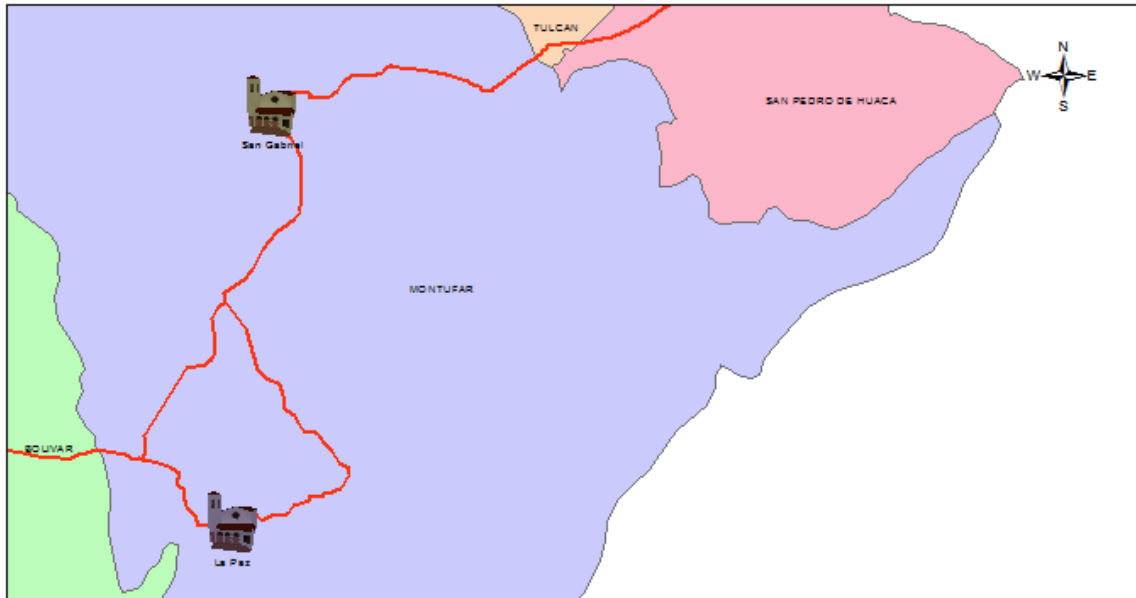 TULCAN
N
W E
S
SAN PEDRO DE HUACA
San Gabriel
MONTUFAR
BOLIVAR
La Paz